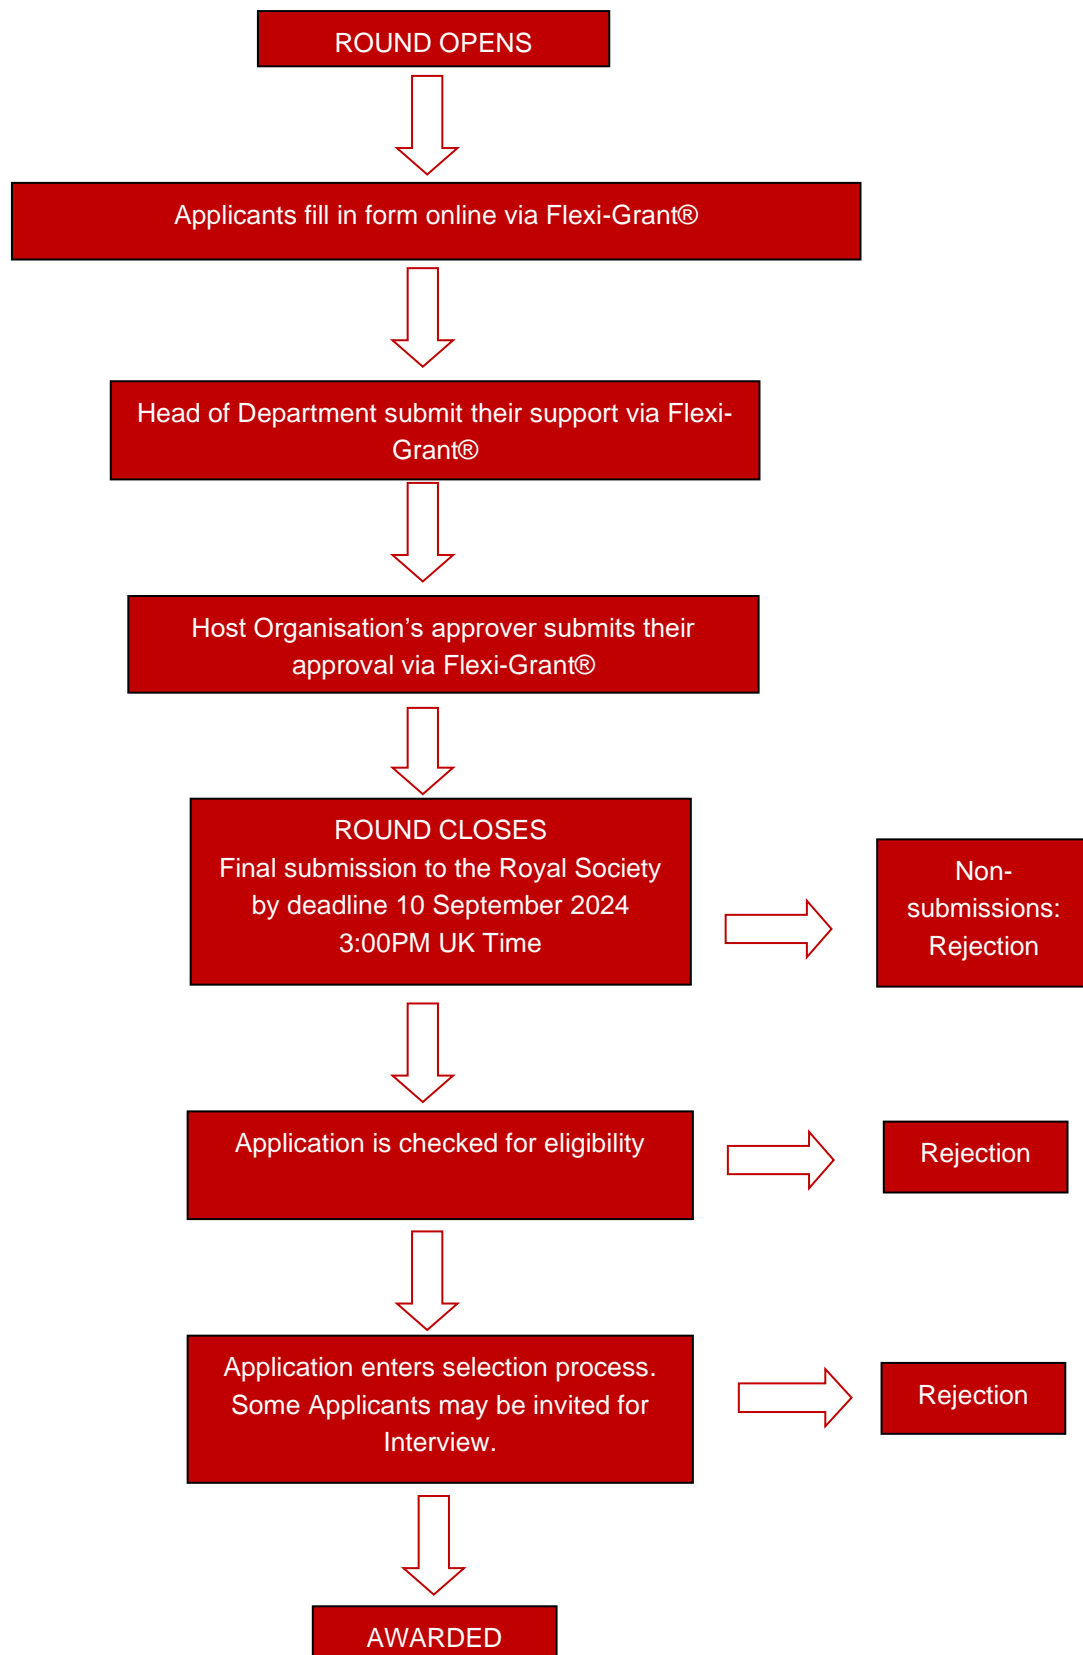 ROUND OPENS
Applicants fill in form online via Flexi-Grant®
Head of Department submit their support via Flexi-
Grant®
Host Organisation’s approver submits their
approval via Flexi-Grant®
ROUND CLOSES
Final submission to the Royal Society
by deadline 10 September 2024
3:00PM UK Time
Non-
submissions:
Rejection
Application is checked for eligibility
Rejection
Application enters selection process.
Some Applicants may be invited for
Interview.
Rejection
AWARDED